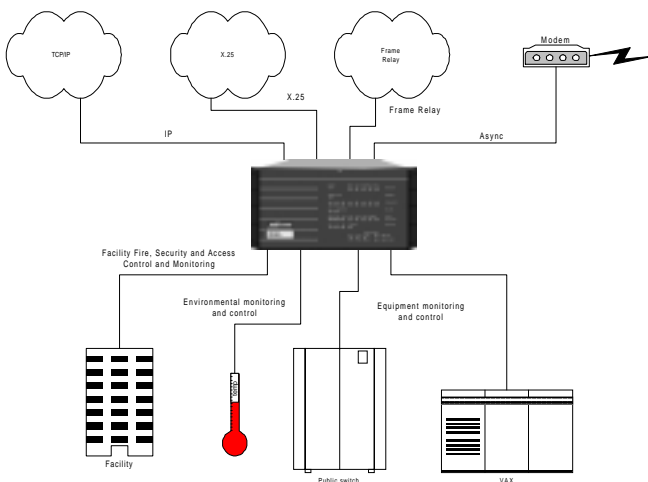 TCP/IP
X.25
Frame
Relay
Modem
X.25
Frame Relay
IP
Async
Facility Fire, Security and Access
Control and Monitoring
Environmental monitoring
and control
Equipment monitoring
and control
temp
Facility
Public switch
VAX